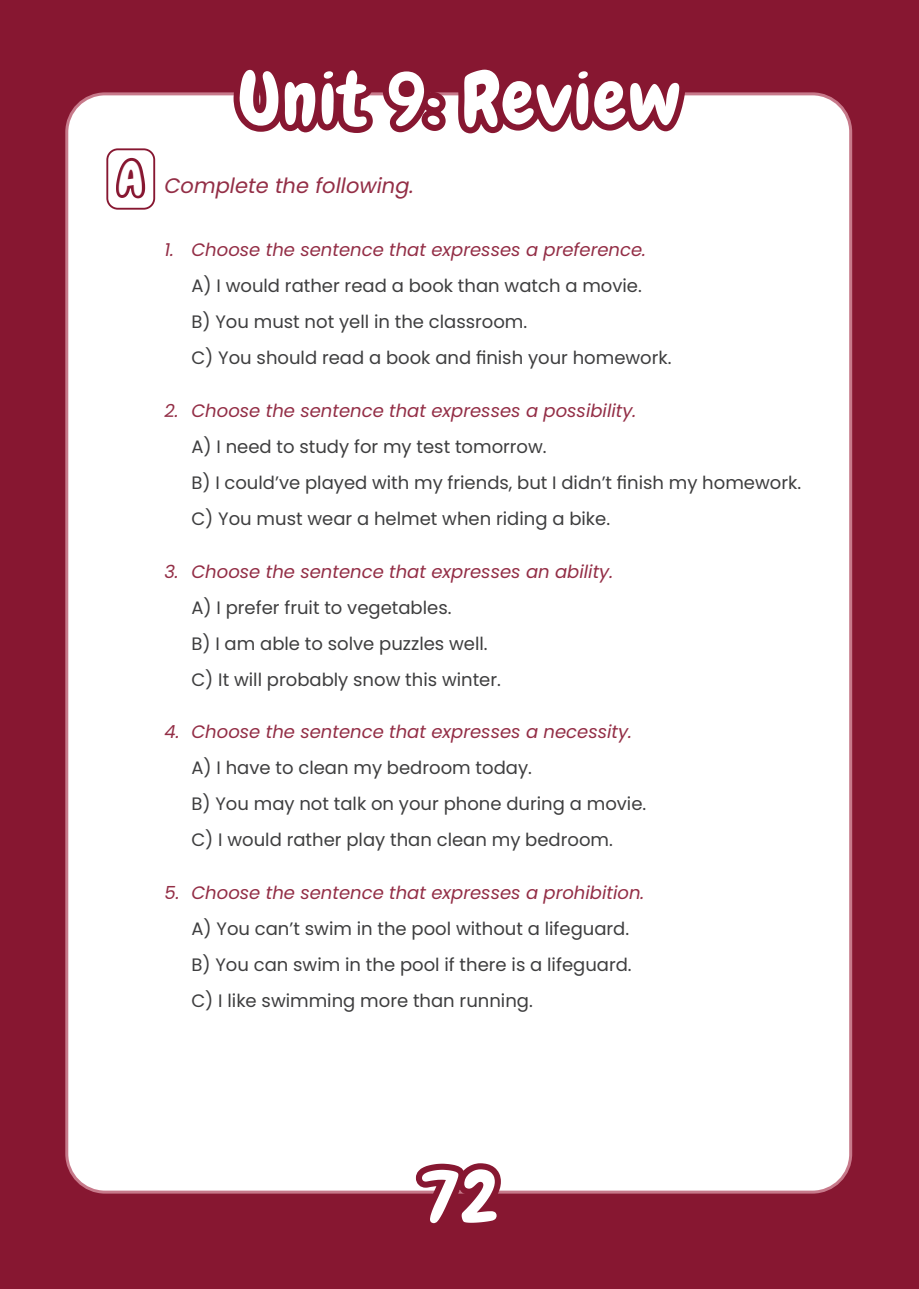 Unit 9: Review
A Complete the following.
1. Choose the sentence that expresses a preference.
A) I would rather read a book than watch a movie.
B) You must not yell in the classroom.
C) You should read a book and finish your homework.
2. Choose the sentence that expresses a possibility.
A) I need to study for my test tomorrow.
B) I could’ve played with my friends, but I didn’t finish my homework.
C) You must wear a helmet when riding a bike.
3. Choose the sentence that expresses an ability.
A) I prefer fruit to vegetables.
B) I am able to solve puzzles well.
C) It will probably snow this winter.
4. Choose the sentence that expresses a necessity.
A) I have to clean my bedroom today.
B) You may not talk on your phone during a movie.
C) I would rather play than clean my bedroom.
5. Choose the sentence that expresses a prohibition.
A) You can’t swim in the pool without a lifeguard.
B) You can swim in the pool if there is a lifeguard.
C) I like swimming more than running.
72